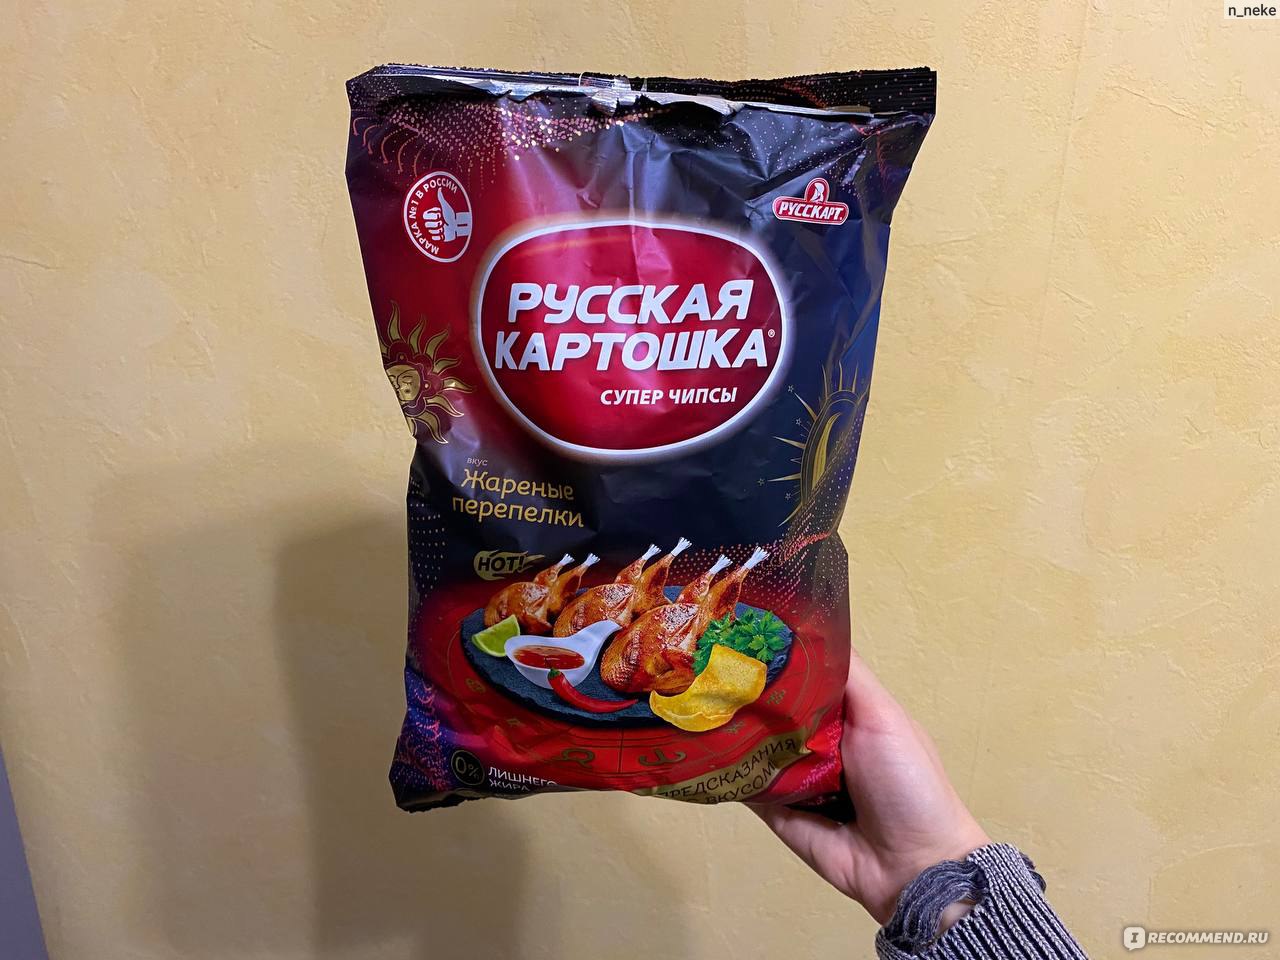 n_neke
МАРКА №1 В РОССИИ
РУССКАРТ.
РУССКАЯ
КАРТОШКА®
СУПЕР ЧИПСЫ
вкус
Жареные
перепелки
HOT!
0%
ЛИШНЕГО
ЖИРА
ПРЕДСКАЗАНИЯ
С ВКУСОМ
IRECOMMEND.RU